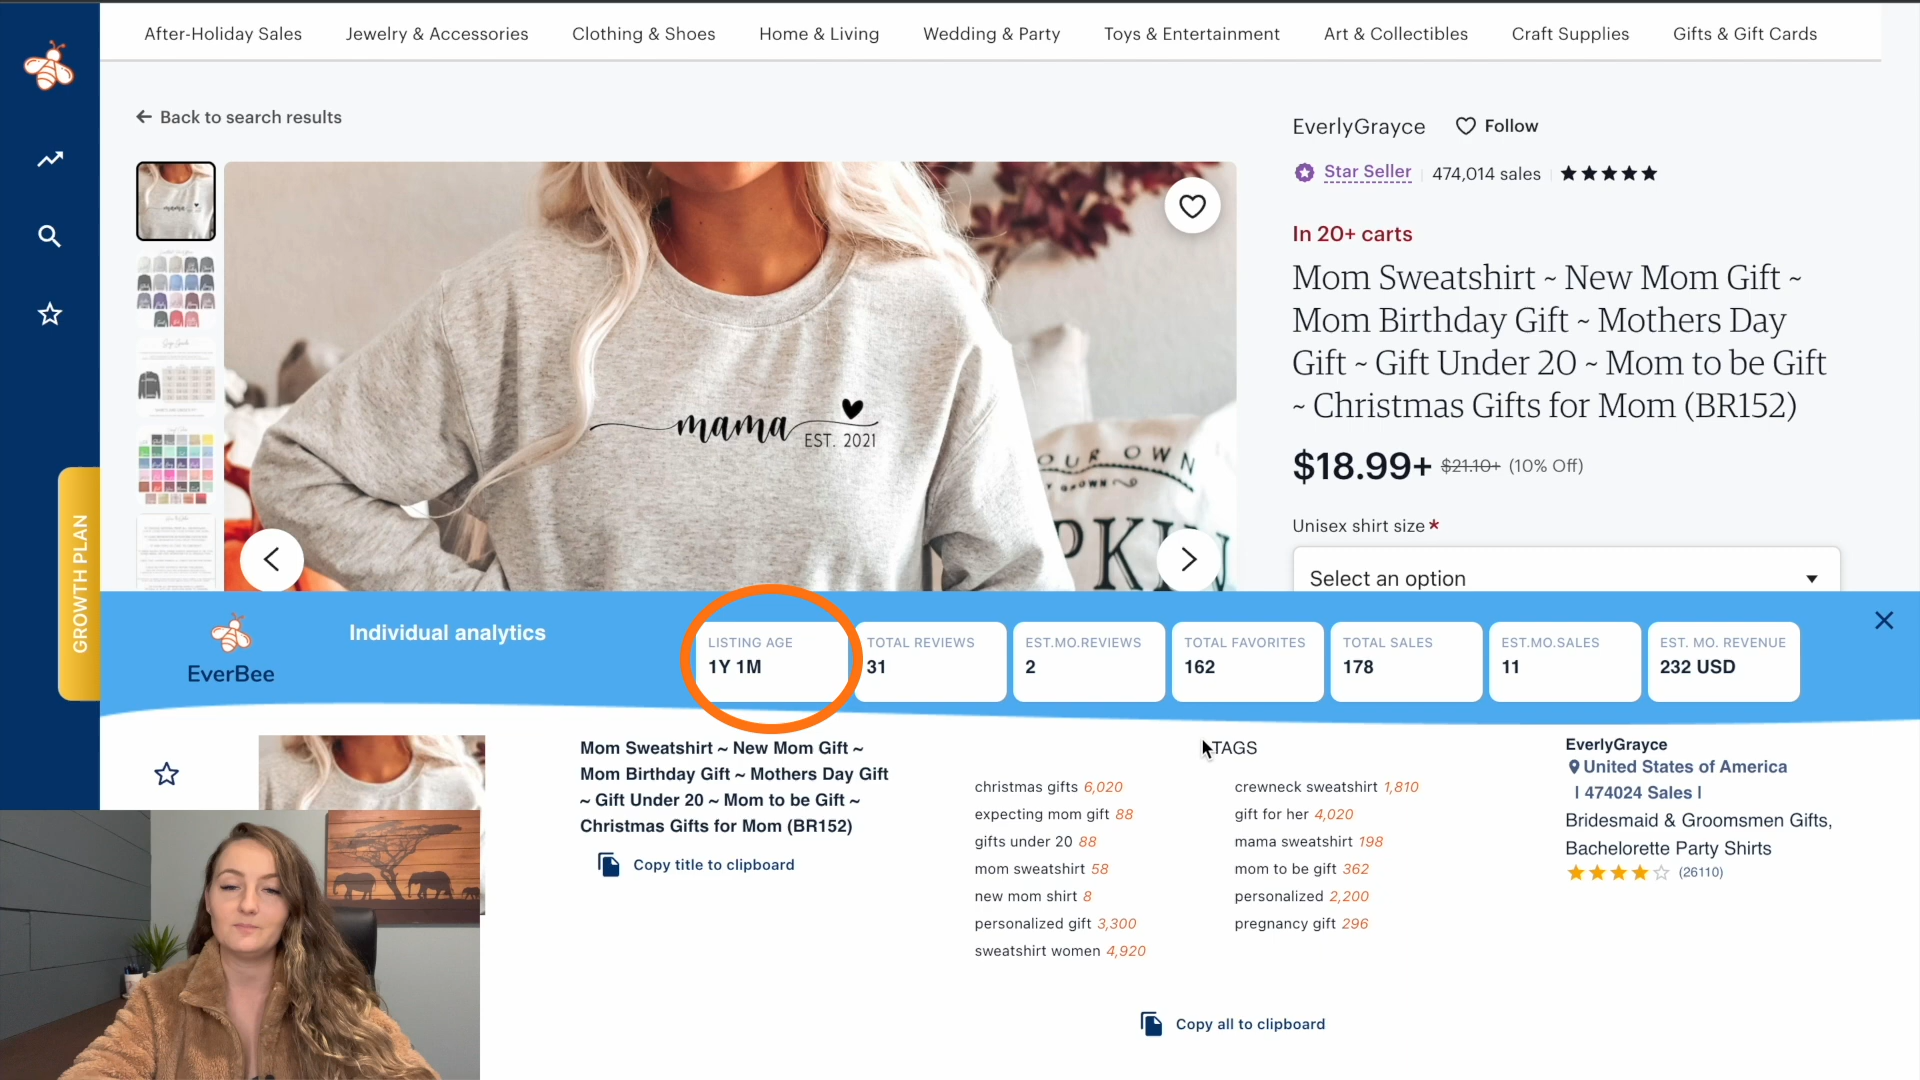 After-Holiday Sales Jewelry & Accessories Clothing & Shoes Home & Living Wedding & Party Toys & Entertainment Art & Collectibles Craft Supplies Gifts & Gift Cards
← Back to search results
EverlyGrayce Follow
Star Seller 474,014 sales
In 20+ carts
Mom Sweatshirt ~ New Mom Gift ~
Mom Birthday Gift ~ Mothers Day
Gift ~ Gift Under 20 ~ Mom to be Gift
~ Christmas Gifts for Mom (BR152)
$18.99+ $21.10+ (10% Off)
Unisex shirt size *
Select an option
mama
EST. 2021
OUR OWN
GROWTH PLAN
EverBee
Individual analytics
LISTING AGE
1Y 1M
TOTAL REVIEWS
31
EST.MO.REVIEWS
2
TOTAL FAVORITES
162
TOTAL SALES
178
EST.MO.SALES
11
EST. MO. REVENUE
232 USD
Mom Sweatshirt ~ New Mom Gift ~
Mom Birthday Gift ~ Mothers Day Gift
~ Gift Under 20 ~ Mom to be Gift ~
Christmas Gifts for Mom (BR152)
Copy title to clipboard
TAGS
christmas gifts 6,020
expecting mom gift 88
gifts under 20 88
mom sweatshirt 58
new mom shirt 8
personalized gift 3,300
sweatshirt women 4,920
crewneck sweatshirt 1,810
gift for her 4,020
mama sweatshirt 198
mom to be gift 362
personalized 2,200
pregnancy gift 296
Copy all to clipboard
EverlyGrayce
United States of America
| 474024 Sales |
Bridesmaid & Groomsmen Gifts,
Bachelorette Party Shirts
(26110)